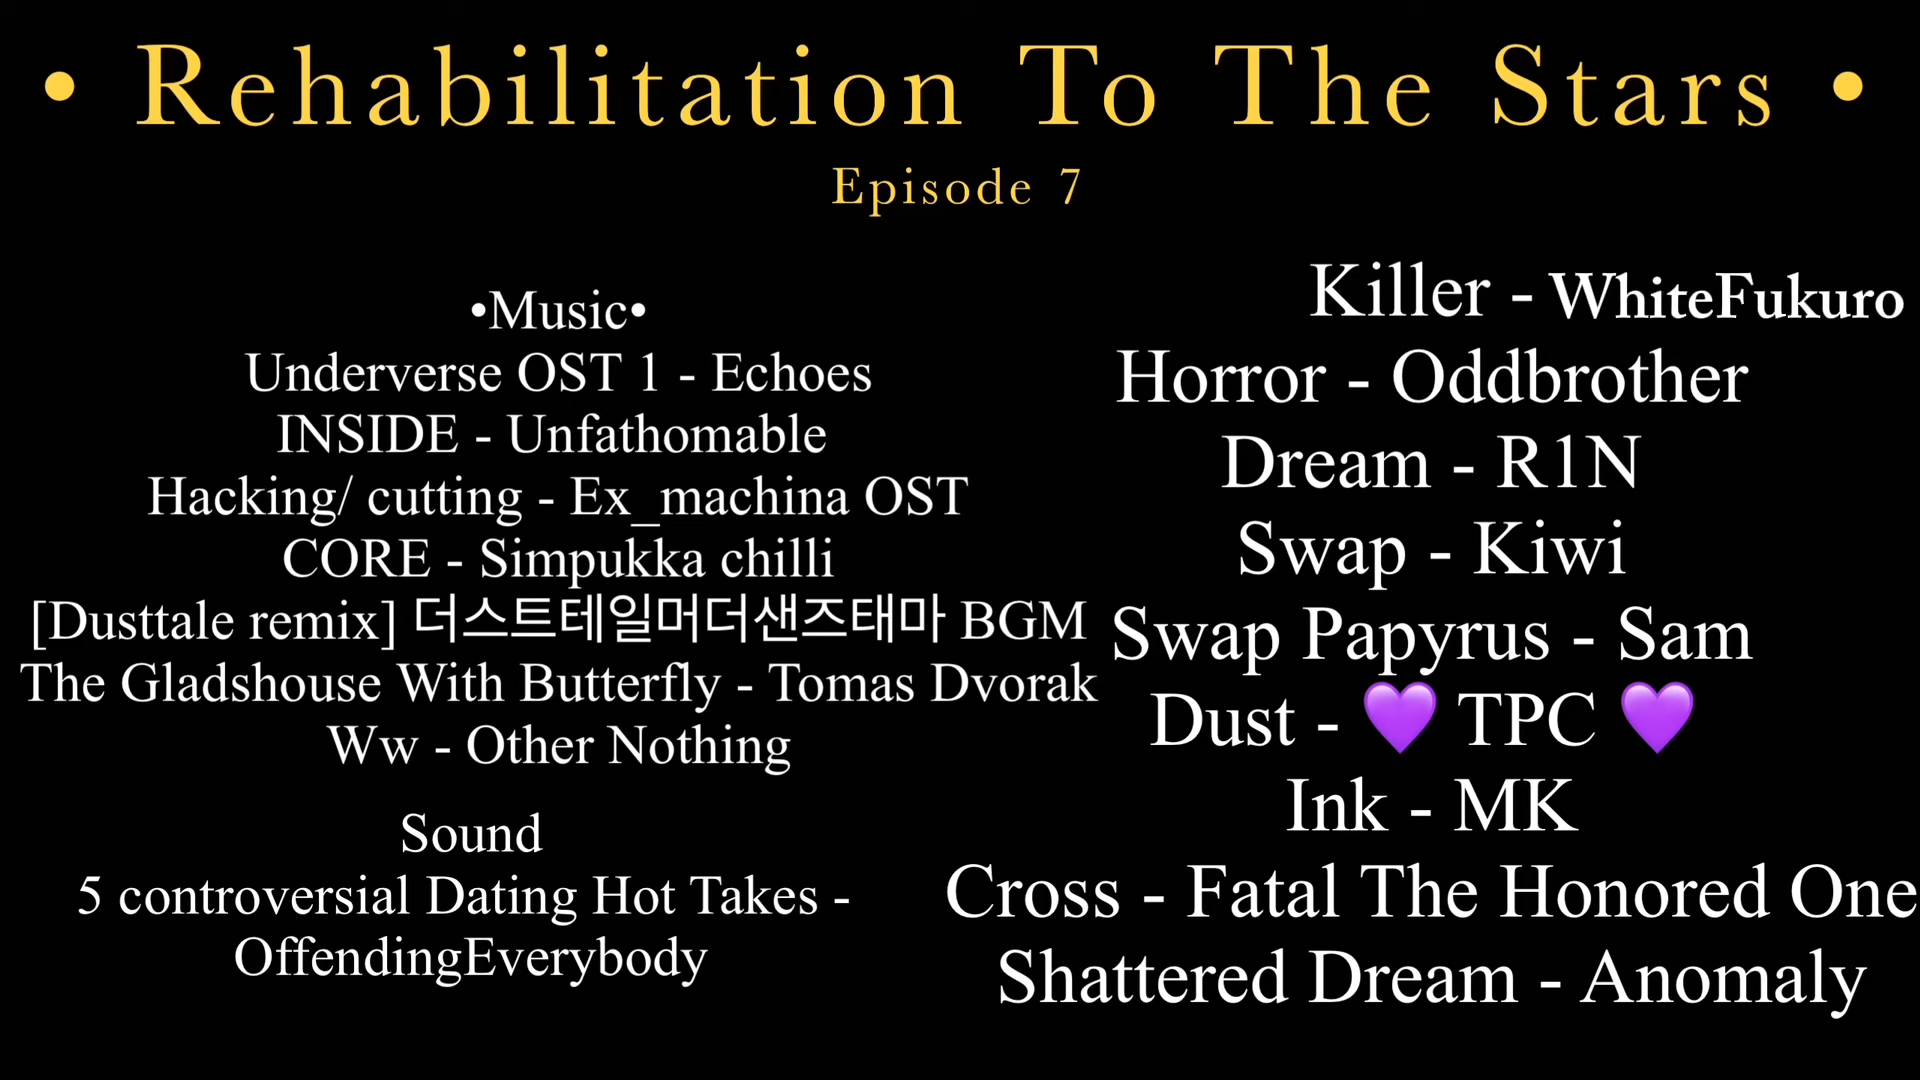 • Rehabilitation To The Stars •
Episode 7
•Music•
Underverse OST 1 - Echoes
INSIDE - Unfathomable
Hacking/ cutting - Ex_machina OST
CORE - Simpukka chilli
[Dusttale remix] 더스트테일머더샌즈태마 BGM
The Gladshouse With Butterfly - Tomas Dvorak
Ww - Other Nothing
Sound
5 controversial Dating Hot Takes -
OffendingEverybody
Killer - WhiteFukuro
Horror - Oddbrother
Dream - R1N
Swap - Kiwi
Swap Papyrus - Sam
Dust - 💜 TPC 💜
Ink - MK
Cross - Fatal The Honored One
Shattered Dream - Anomaly